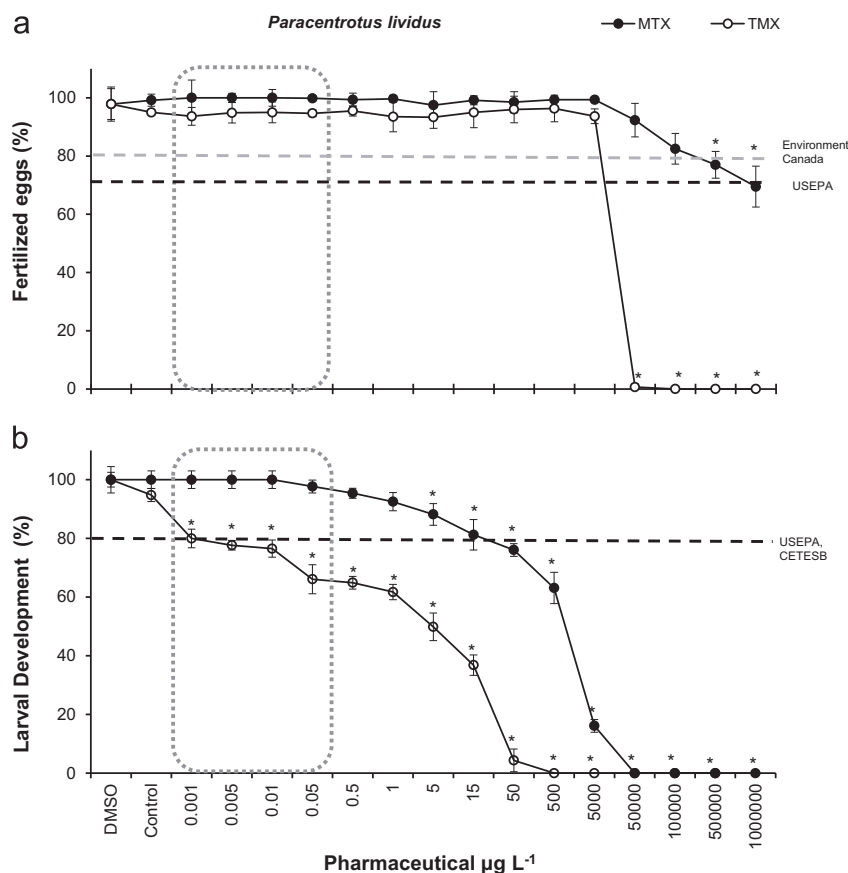 a
Paracentrotus lividus
MTX
TMX
Fertilized eggs (%)
100
80
60
40
20
0
Environment
Canada
USEPA
* *
* * * *
b
Larval Development (%)
100
80
60
40
20
0
USEPA,
CETESB
* * * * * * * * * * * * * * *
* * * * * * * *
DMSO
Control
0.001
0.005
0.01
0.05
0.5
1
5
15
50
500
5000
50000
100000
500000
1000000
Pharmaceutical µg L-1